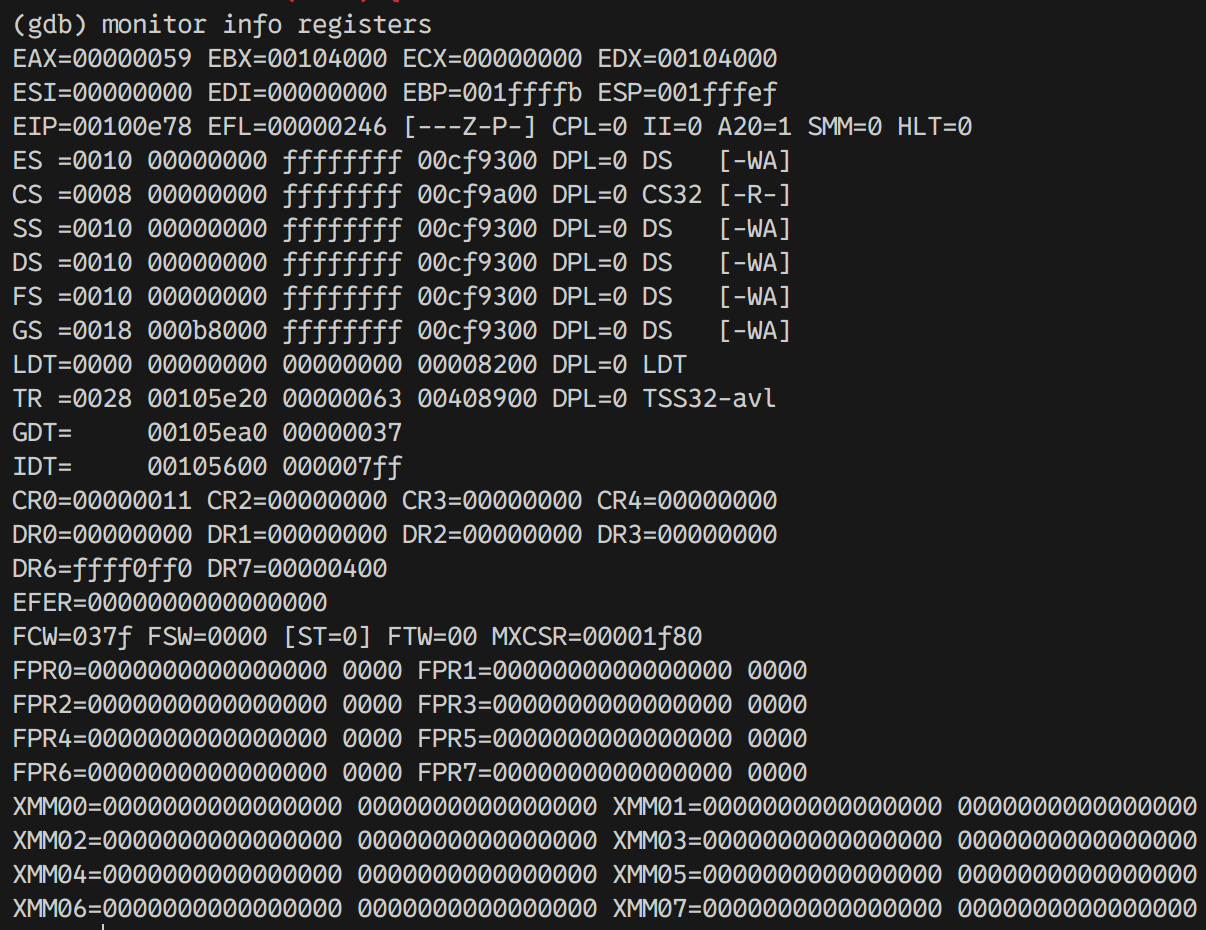 (gdb) monitor info registers
EAX=00000059 EBX=00104000 ECX=00000000 EDX=00104000
ESI=00000000 EDI=00000000 EBP=001ffffb ESP=001fffef
EIP=00100e78 EFL=00000246 [---Z-P-] CPL=0 II=0 A20=1 SMM=0 HLT=0
ES =0010 00000000 ffffffff 00cf9300 DPL=0 DS   [-WA]
CS =0008 00000000 ffffffff 00cf9a00 DPL=0 CS32 [-R-]
SS =0010 00000000 ffffffff 00cf9300 DPL=0 DS   [-WA]
DS =0010 00000000 ffffffff 00cf9300 DPL=0 DS   [-WA]
FS =0010 00000000 ffffffff 00cf9300 DPL=0 DS   [-WA]
GS =0018 000b8000 ffffffff 00cf9300 DPL=0 DS   [-WA]
LDT=0000 00000000 00000000 00008200 DPL=0 LDT
TR =0028 00105e20 00000063 00408900 DPL=0 TSS32-avl
GDT=     00105ea0 00000037
IDT=     00105600 000007ff
CR0=00000011 CR2=00000000 CR3=00000000 CR4=00000000
DR0=00000000 DR1=00000000 DR2=00000000 DR3=00000000
DR6=ffff0ff0 DR7=00000400
EFER=0000000000000000
FCW=037f FSW=0000 [ST=0] FTW=00 MXCSR=00001f80
FPR0=0000000000000000 0000 FPR1=0000000000000000 0000
FPR2=0000000000000000 0000 FPR3=0000000000000000 0000
FPR4=0000000000000000 0000 FPR5=0000000000000000 0000
FPR6=0000000000000000 0000 FPR7=0000000000000000 0000
XMM00=0000000000000000 0000000000000000 XMM01=0000000000000000 0000000000000000
XMM02=0000000000000000 0000000000000000 XMM03=0000000000000000 0000000000000000
XMM04=0000000000000000 0000000000000000 XMM05=0000000000000000 0000000000000000
XMM06=0000000000000000 0000000000000000 XMM07=0000000000000000 0000000000000000